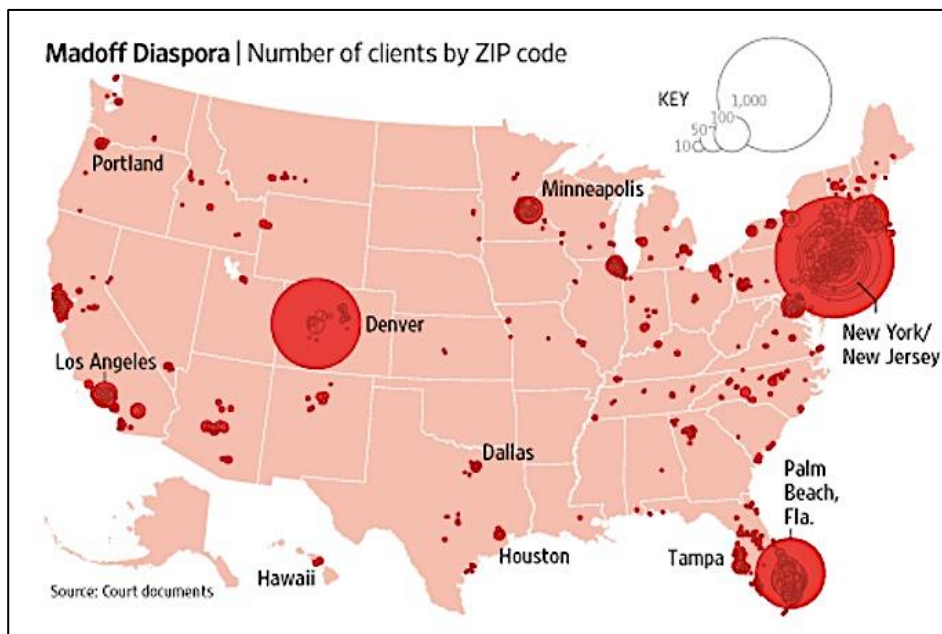 Madoff Diaspora | Number of clients by ZIP code
KEY
1,000
100
50
10
Portland
Minneapolis
Denver
New York/
New Jersey
Los Angeles
Dallas
Palm
Beach,
Fla.
Houston
Tampa
Hawaii
Source: Court documents